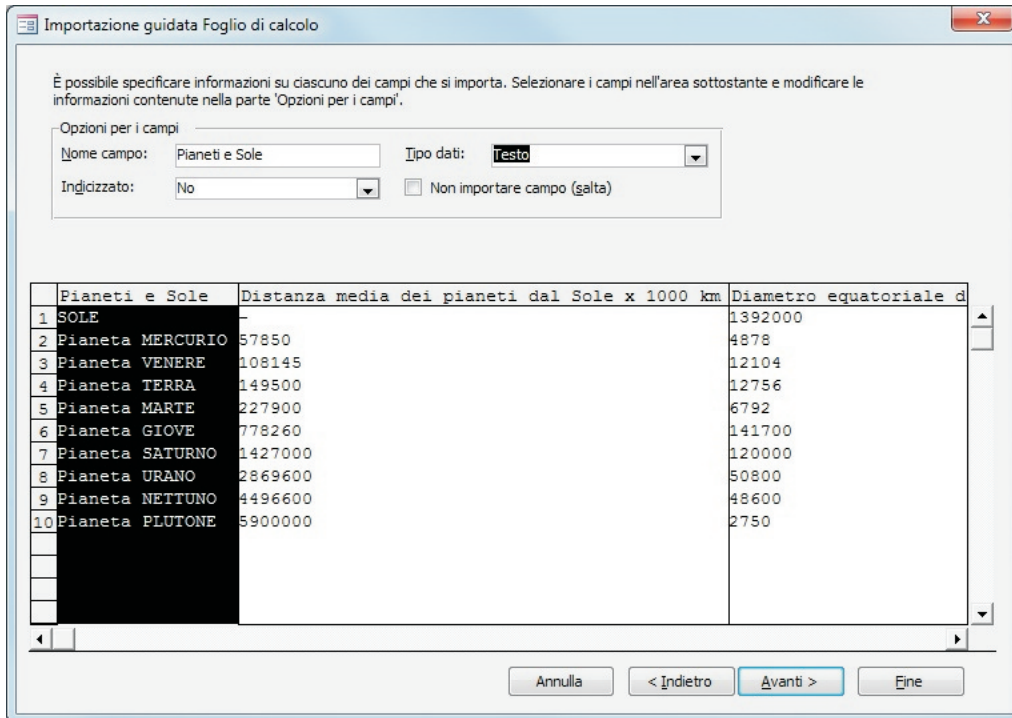 Importazione guidata Foglio di calcolo
È possibile specificare informazioni su ciascuno dei campi che si importa. Selezionare i campi nell'area sottostante e modificare le
informazioni contenute nella parte 'Opzioni per i campi'.
Opzioni per i campi
Nome campo: Pianeti e Sole Tipo dati: Testo
Indicizzato: No Non importare campo (salta)
Pianeti e Sole Distanza media dei pianeti dal Sole x 1000 km Diametro equatoriale d
1 SOLE - 1392000
2 Pianeta MERCURIO 57850 4878
3 Pianeta VENERE 108145 12104
4 Pianeta TERRA 149500 12756
5 Pianeta MARTE 227900 6792
6 Pianeta GIOVE 778260 141700
7 Pianeta SATURNO 1427000 120000
8 Pianeta URANO 2869600 50800
9 Pianeta NETTUNO 4496600 48600
10 Pianeta PLUTONE 5900000 2750
Annulla < Indietro Avanti > Fine